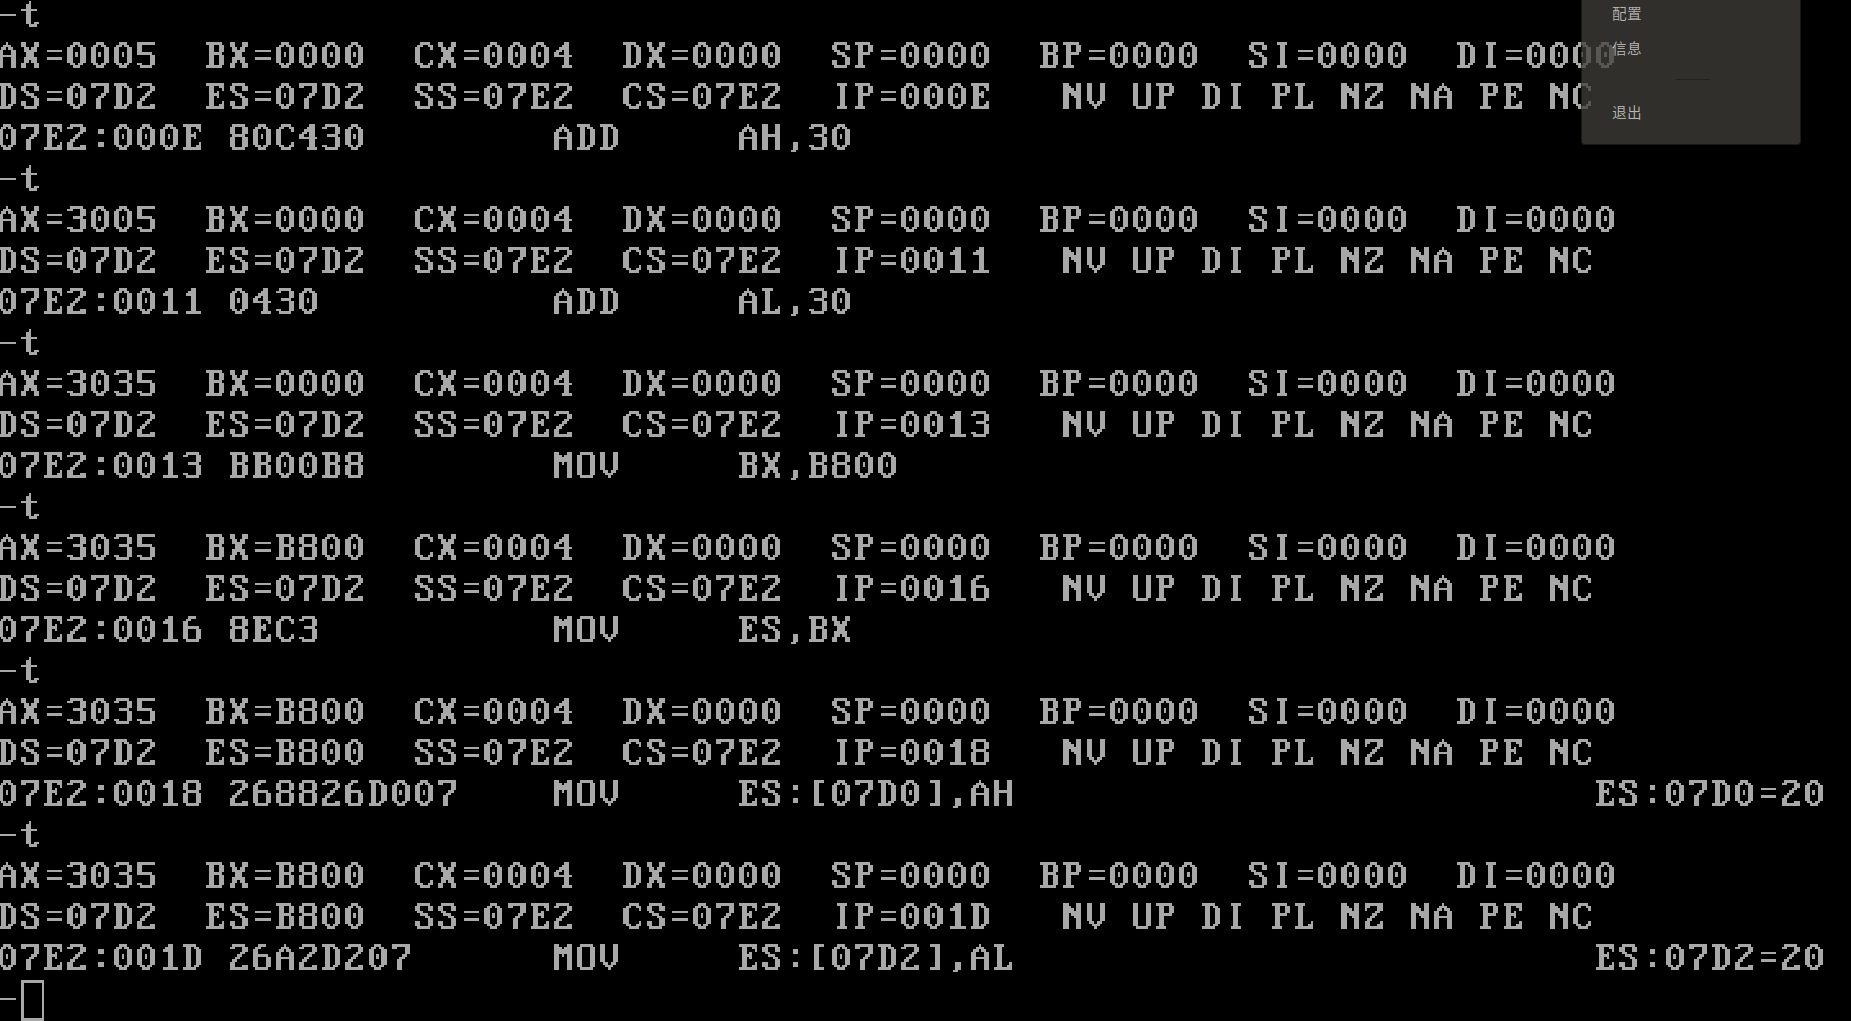 -t
AX=0005 BX=0000 CX=0004 DX=0000 SP=0000 BP=0000 SI=0000 DI=0000
DS=07D2 ES=07D2 SS=07E2 CS=07E2 IP=000E NV UP DI PL NZ NA PE NC
07E2:000E 80C430 ADD AH,30
-t
AX=3005 BX=0000 CX=0004 DX=0000 SP=0000 BP=0000 SI=0000 DI=0000
DS=07D2 ES=07D2 SS=07E2 CS=07E2 IP=0011 NV UP DI PL NZ NA PE NC
07E2:0011 0430 ADD AL,30
-t
AX=3035 BX=0000 CX=0004 DX=0000 SP=0000 BP=0000 SI=0000 DI=0000
DS=07D2 ES=07D2 SS=07E2 CS=07E2 IP=0013 NV UP DI PL NZ NA PE NC
07E2:0013 BB00B8 MOV BX,B800
-t
AX=3035 BX=B800 CX=0004 DX=0000 SP=0000 BP=0000 SI=0000 DI=0000
DS=07D2 ES=07D2 SS=07E2 CS=07E2 IP=0016 NV UP DI PL NZ NA PE NC
07E2:0016 8EC3 MOV ES,BX
-t
AX=3035 BX=B800 CX=0004 DX=0000 SP=0000 BP=0000 SI=0000 DI=0000
DS=07D2 ES=B800 SS=07E2 CS=07E2 IP=0018 NV UP DI PL NZ NA PE NC
07E2:0018 268826D007 MOV ES:[07D0],AH ES:07D0=20
-t
AX=3035 BX=B800 CX=0004 DX=0000 SP=0000 BP=0000 SI=0000 DI=0000
DS=07D2 ES=B800 SS=07E2 CS=07E2 IP=001D NV UP DI PL NZ NA PE NC
07E2:001D 26A2D207 MOV ES:[07D2],AL ES:07D2=20
-
配置
信息
退出